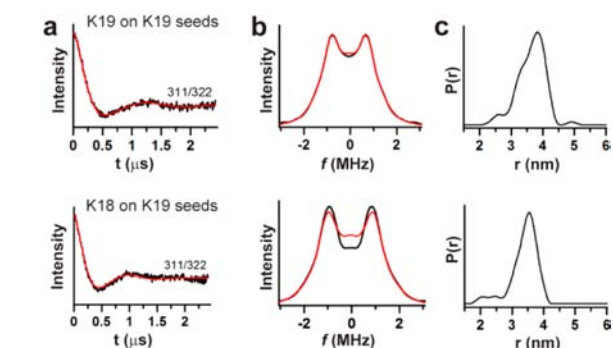 a b c
K19 on K19 seeds
Intensity
311/322
0 0.5 1 1.5 2
t (μs)
Intensity
-2 0 2
f (MHz)
P(r)
2 3 4 5 6
r (nm)
K18 on K19 seeds
Intensity
311/322
0 0.5 1 1.5 2
t (μs)
Intensity
-2 0 2
f (MHz)
P(r)
2 3 4 5 6
r (nm)